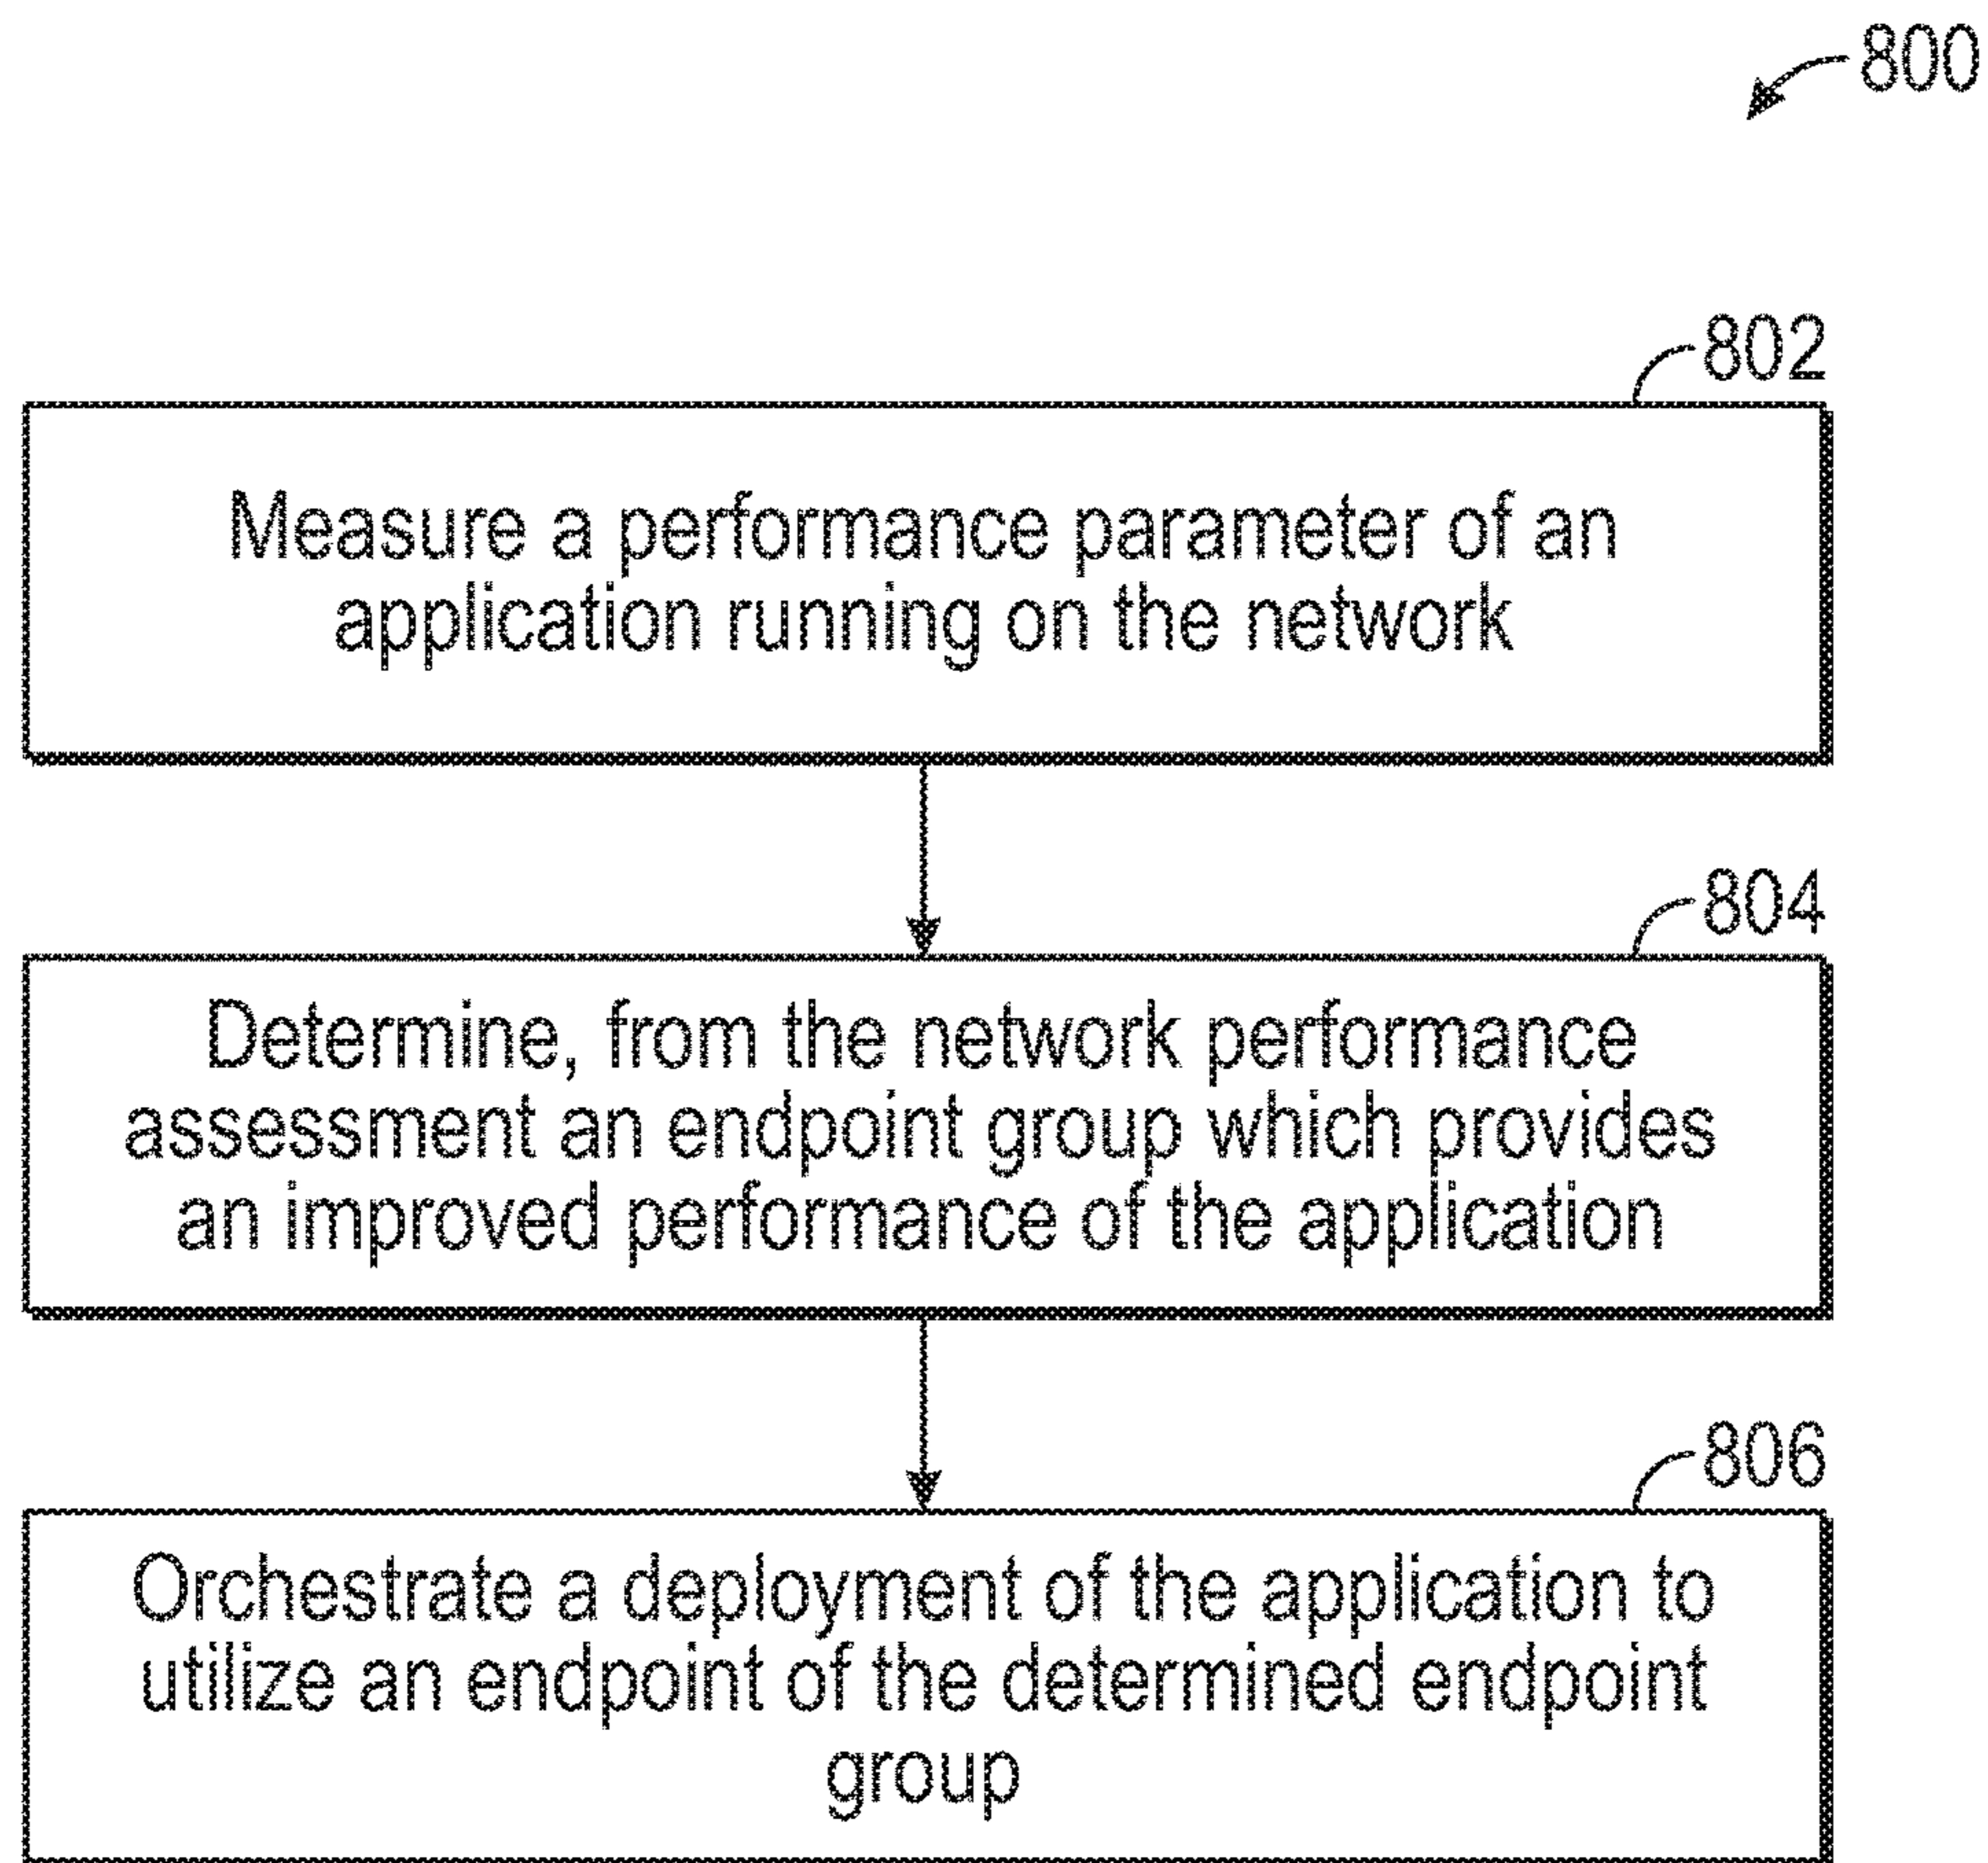 800
802
Measure a performance parameter of an
application running on the network
804
Determine, from the network performance
assessment an endpoint group which provides
an improved performance of the application
806
Orchestrate a deployment of the application to
utilize an endpoint of the determined endpoint
group